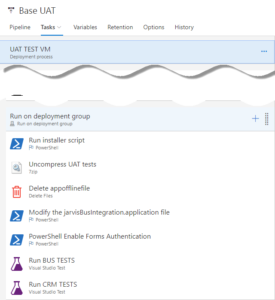 Base UAT
Pipeline Tasks Variables Retention Options History
UAT TEST VM
Deployment process
Run on deployment group
Run on deployment group
Run installer script
PowerShell
Uncompress UAT tests
Title
Delete appofflinefile
Delete Files
Modify the jarvisBusIntegration.application file
PowerShell
PowerShell Enable Forms Authentication
PowerShell
Run BUS TESTS
Visual Studio Test
Run CRM TESTS
Visual Studio Test